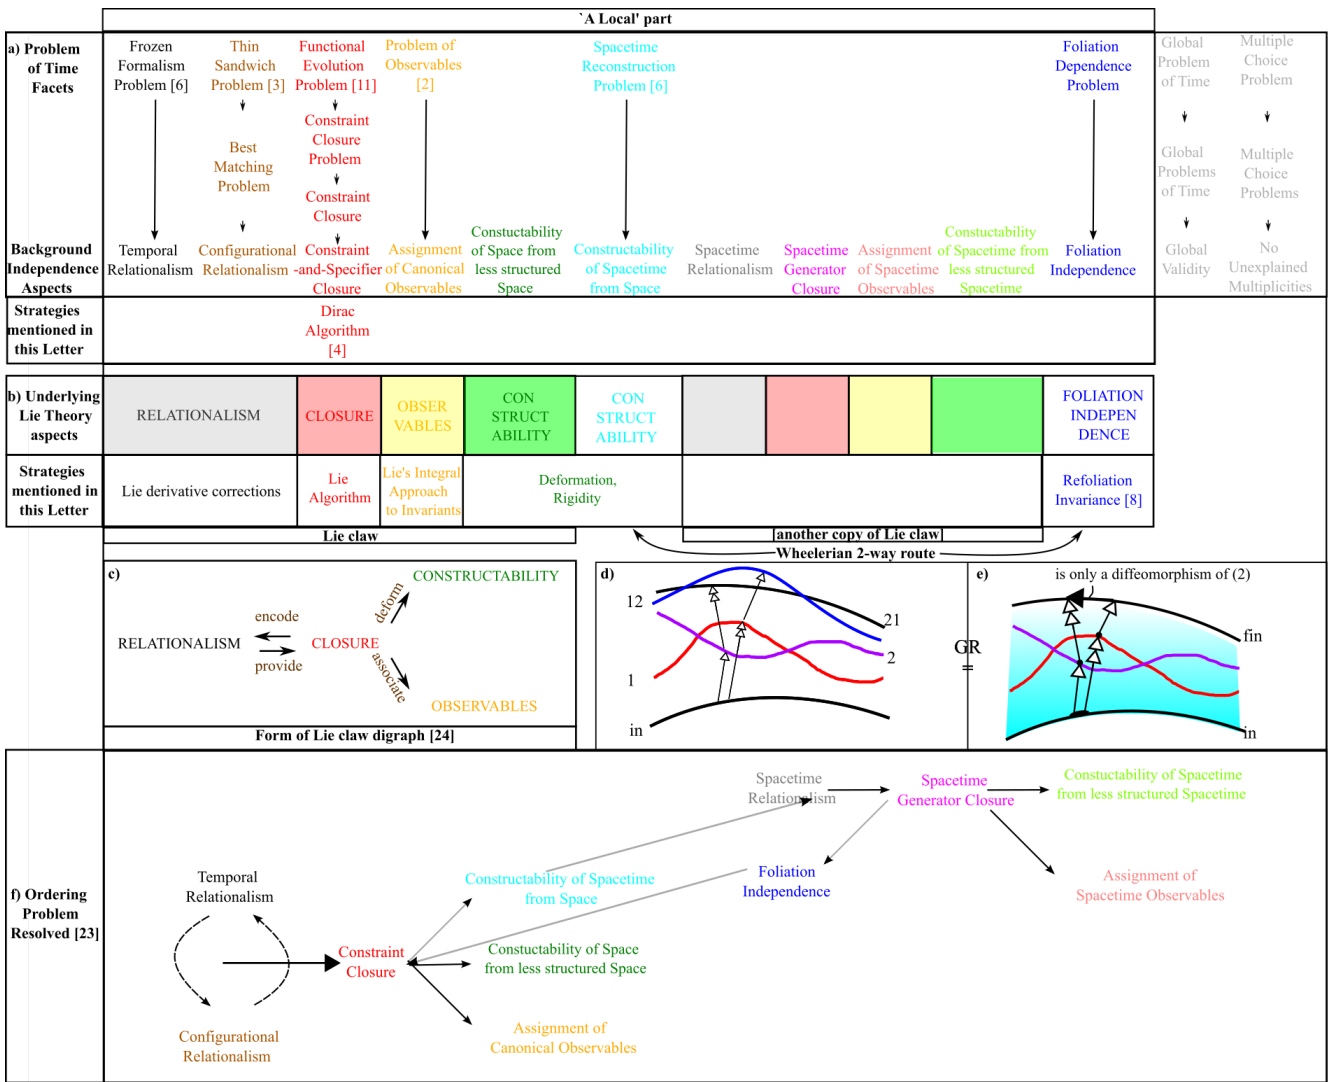 `A Local' part
a) Problem
of Time
Facets
Frozen
Formalism
Problem [6]
Thin
Sandwich
Problem [3]
Functional
Evolution
Problem [11]
Problem of
Observables
[2]
Spacetime
Reconstruction
Problem [6]
Foliation
Dependence
Problem
Global
Problem
of Time
Multiple
Choice
Problem
Best
Matching
Problem
Constraint
Closure
Problem
Constraint
Closure
Global
Problems
of Time
Multiple
Choice
Problems
Background
Independence
Aspects
Temporal
Relationalism
Configurational
Relationalism
Constraint
-and-Specifier
Closure
Assignment
of Canonical
Observables
Constuctability
of Space from
less structured
Space
Constructability
of Spacetime
from Space
Spacetime
Relationalism
Spacetime
Generator
Closure
Assignment
of Spacetime
Observables
Constuctability
of Spacetime from
less structured
Spacetime
Foliation
Independence
Global
Validity
No
Unexplained
Multiplicities
Strategies
mentioned in
this Letter
Dirac
Algorithm
[4]
b) Underlying
Lie Theory
aspects
RELATIONALISM
CLOSURE
OBSER
VABLES
CON
STRUCT
ABILITY
CON
STRUCT
ABILITY
FOLIATION
INDEPEN
DENCE
Strategies
mentioned in
this Letter
Lie derivative corrections
Lie
Algorithm
Lie's Integral
Approach
to Invariants
Deformation,
Rigidity
Refoliation
Invariance [8]
Lie claw
another copy of Lie claw
Wheelerian 2-way route
c)
CONSTRUCTABILITY
deform
encode
RELATIONALISM
CLOSURE
provide
associate
OBSERVABLES
Form of Lie claw digraph [24]
d)
12
21
2
1
in
GR
=
e)
is only a diffeomorphism of (2)
fin
in
f) Ordering
Problem
Resolved [23]
Temporal
Relationalism
Configurational
Relationalism
Constraint
Closure
Constructability of Spacetime
from Space
Constuctability of Space
from less structured Space
Assignment of
Canonical Observables
Spacetime
Relationalism
Foliation
Independence
Spacetime
Generator Closure
Constuctability of Spacetime
from less structured Spacetime
Assignment of
Spacetime Observables